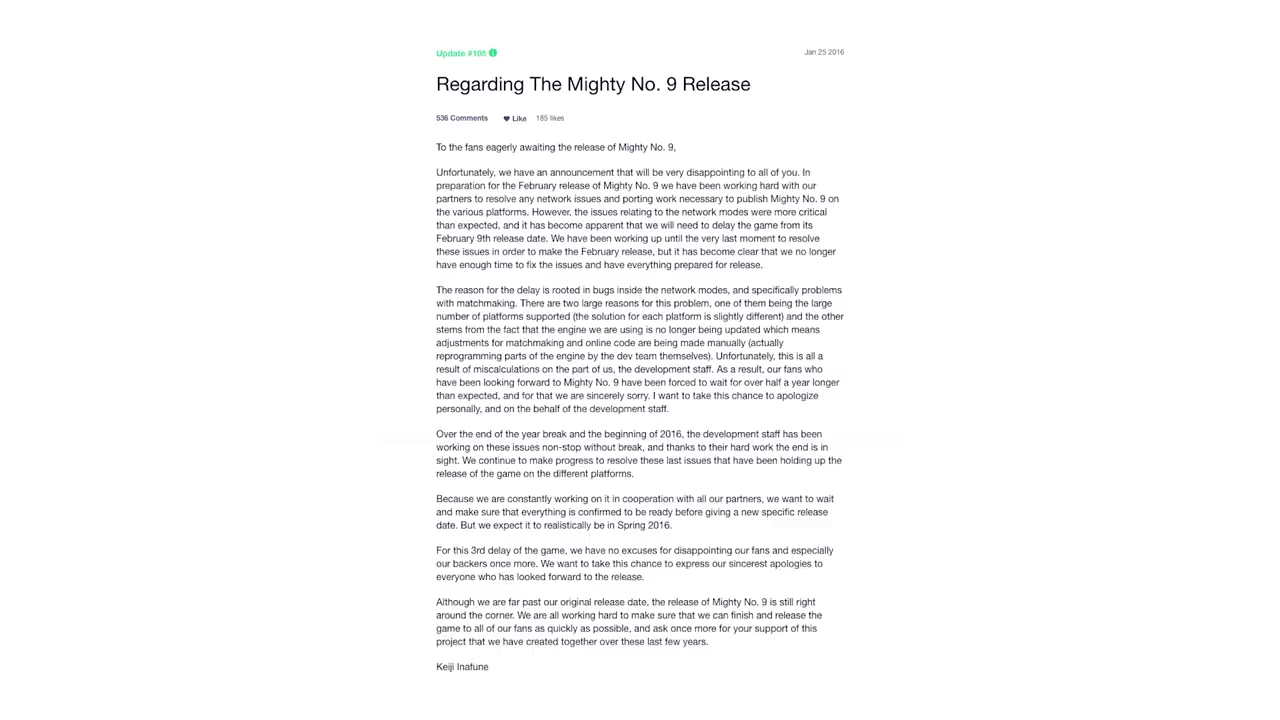 Update #105
Jan 25 2016
Regarding The Mighty No. 9 Release
536 Comments Like 185 likes
To the fans eagerly awaiting the release of Mighty No. 9,
Unfortunately, we have an announcement that will be very disappointing to all of you. In
preparation for the February release of Mighty No. 9 we have been working hard with our
partners to resolve any network issues and porting work necessary to publish Mighty No. 9 on
the various platforms. However, the issues relating to the network modes were more critical
than expected, and it has become apparent that we will need to delay the game from its
February 9th release date. We have been working up until the very last moment to resolve
these issues in order to make the February release, but it has become clear that we no longer
have enough time to fix the issues and have everything prepared for release.
The reason for the delay is rooted in bugs inside the network modes, and specifically problems
with matchmaking. There are two large reasons for this problem, one of them being the large
number of platforms supported (the solution for each platform is slightly different) and the other
stems from the fact that the engine we are using is no longer being updated which means
adjustments for matchmaking and online code are being made manually (actually
reprogramming parts of the engine by the dev team themselves). Unfortunately, this is all a
result of miscalculations on the part of us, the development staff. As a result, our fans who
have been looking forward to Mighty No. 9 have been forced to wait for over half a year longer
than expected, and for that we are sincerely sorry. I want to take this chance to apologize
personally, and on the behalf of the development staff.
Over the end of the year break and the beginning of 2016, the development staff has been
working on these issues non-stop without break, and thanks to their hard work the end is in
sight. We continue to make progress to resolve these last issues that have been holding up the
release of the game on the different platforms.
Because we are constantly working on it in cooperation with all our partners, we want to wait
and make sure that everything is confirmed to be ready before giving a new specific release
date. But we expect it to realistically be in Spring 2016.
For this 3rd delay of the game, we have no excuses for disappointing our fans and especially
our backers once more. We want to take this chance to express our sincerest apologies to
everyone who has looked forward to the release.
Although we are far past our original release date, the release of Mighty No. 9 is still right
around the corner. We are all working hard to make sure that we can finish and release the
game to all of our fans as quickly as possible, and ask once more for your support of this
project that we have created together over these last few years.
Keiji Inafune